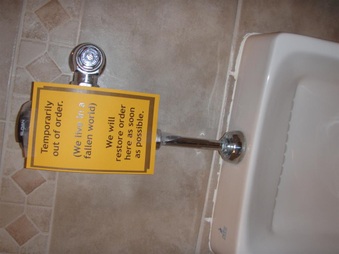 Temporarily
out of order.
(We live in a
fallen world)
We will
restore order
here as soon
as possible.